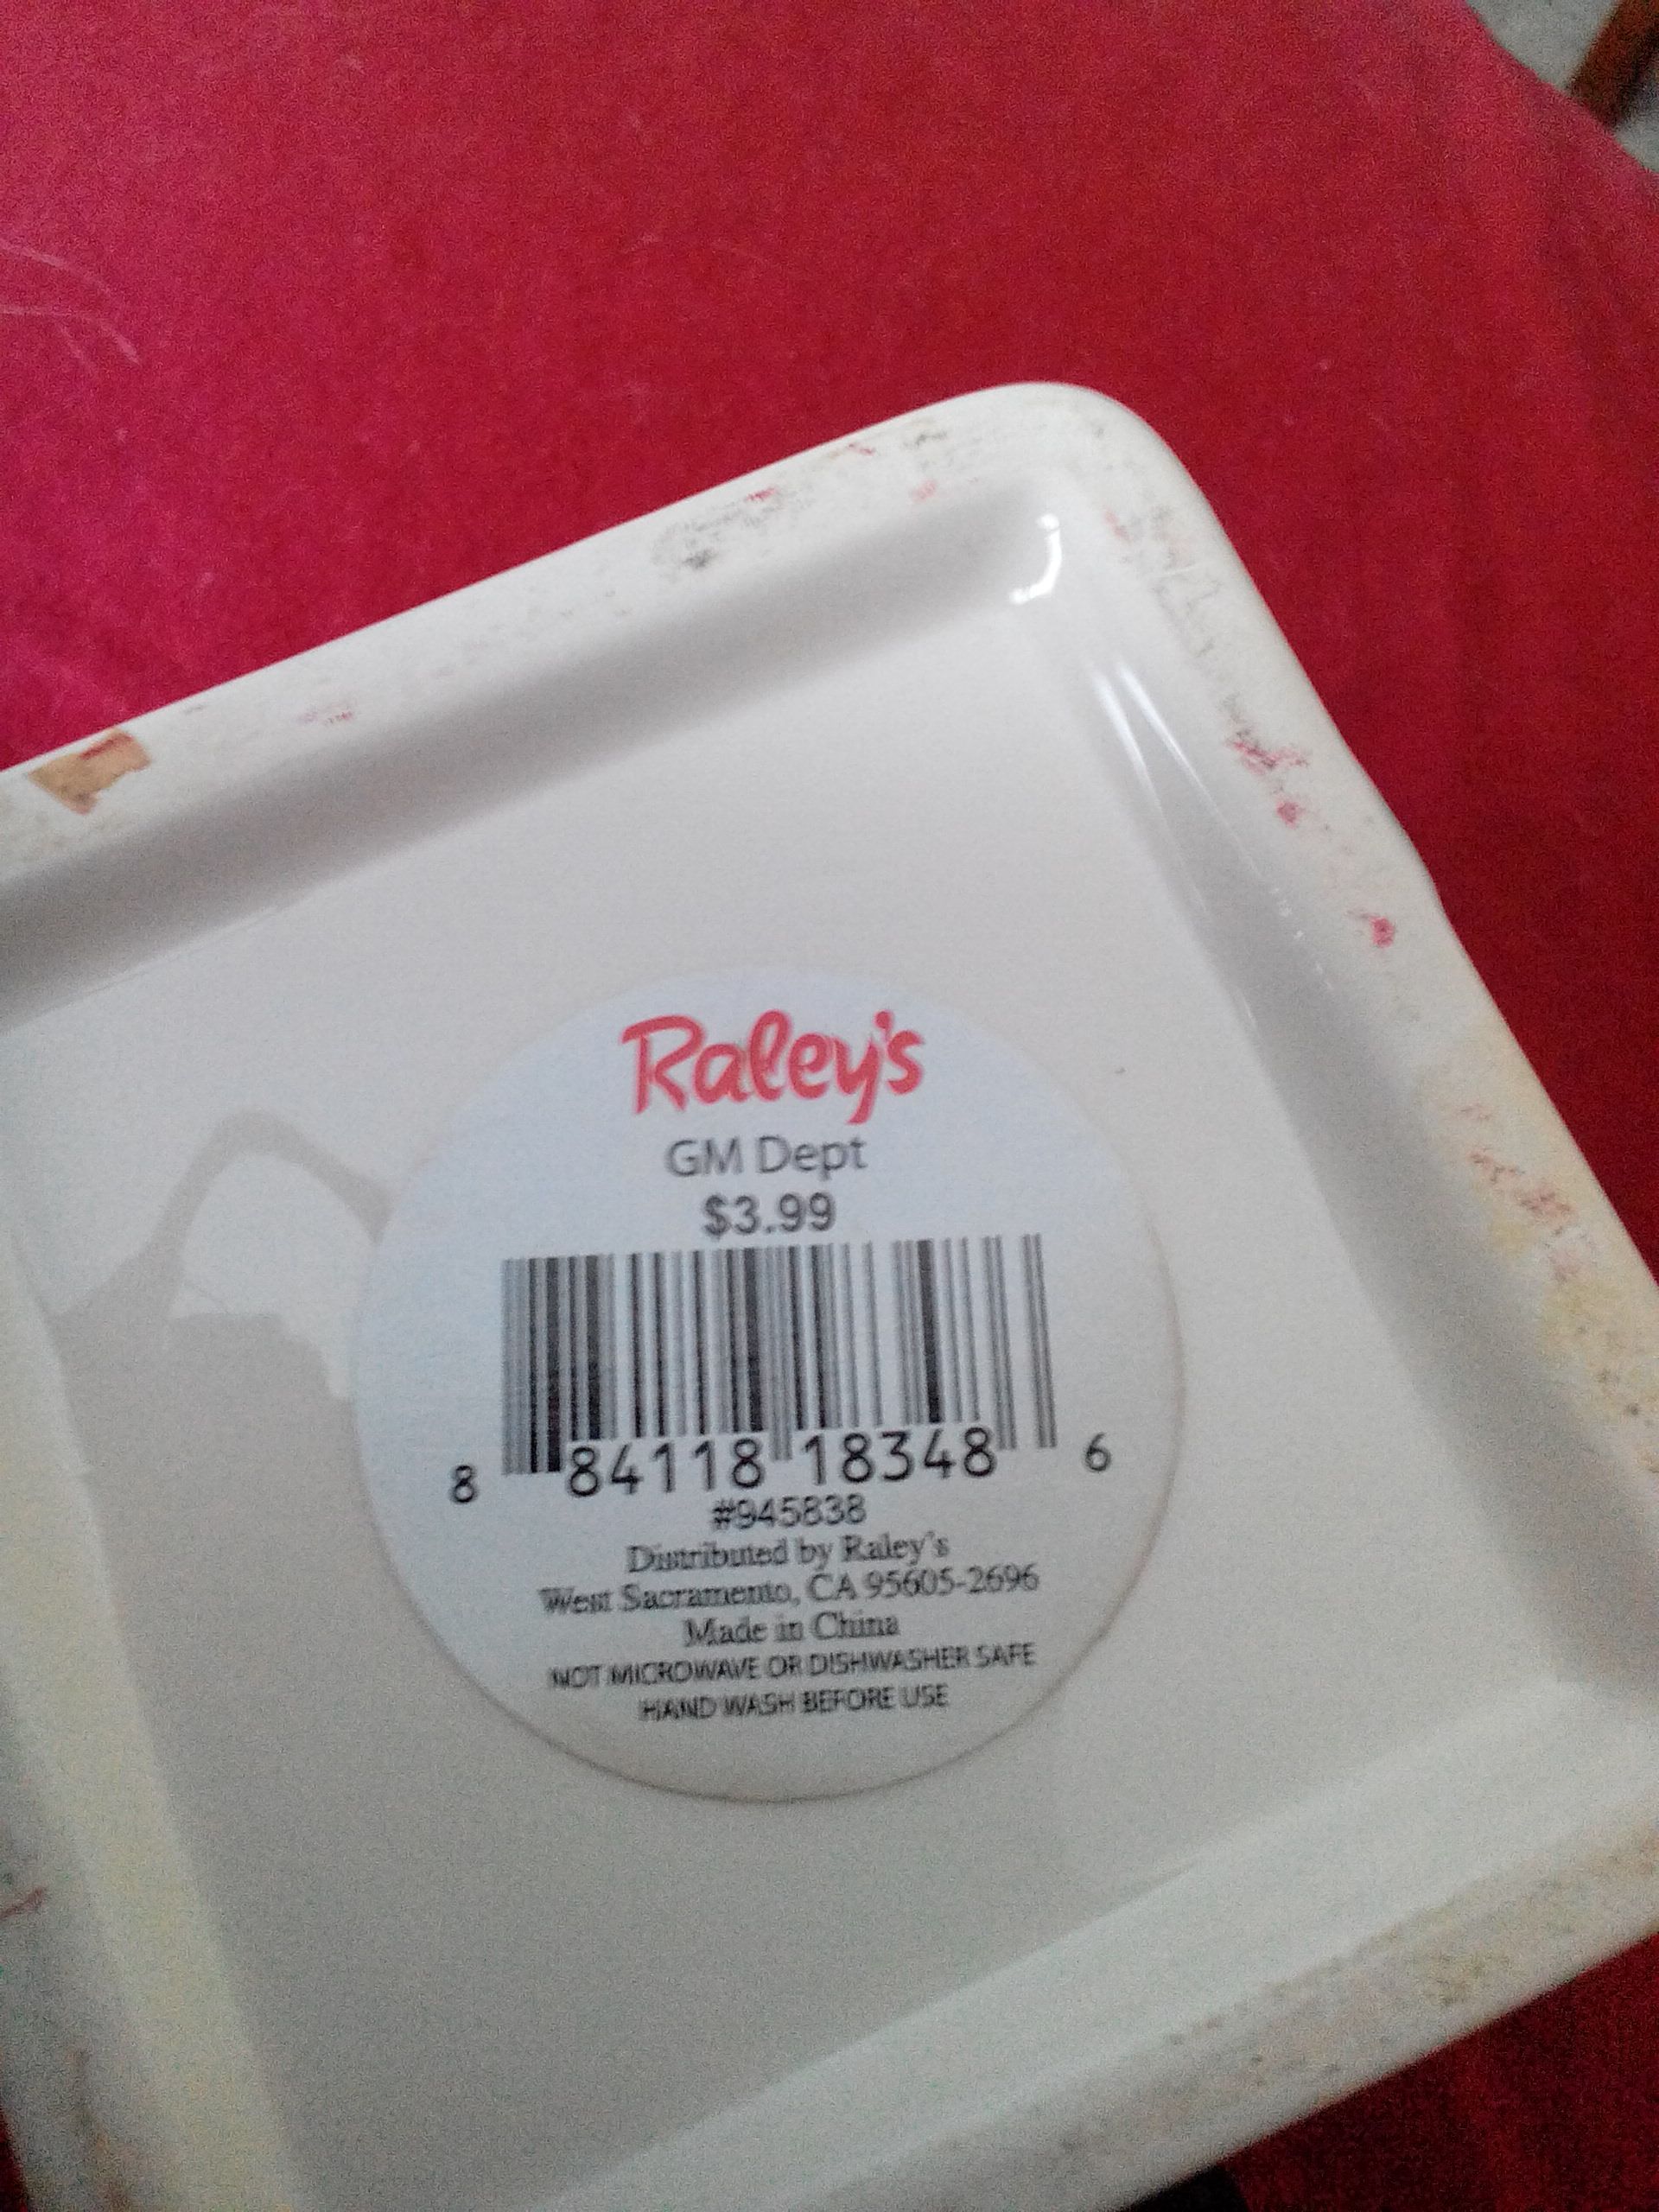 Raley's
GM Dept
$3.99
8 84118 18348 6
#945838
Distributed by Raley's
West Sacramento, CA 95605-2696
Made in China
NOT MICROWAVE OR DISHWASHER SAFE
HAND WASH BEFORE USE